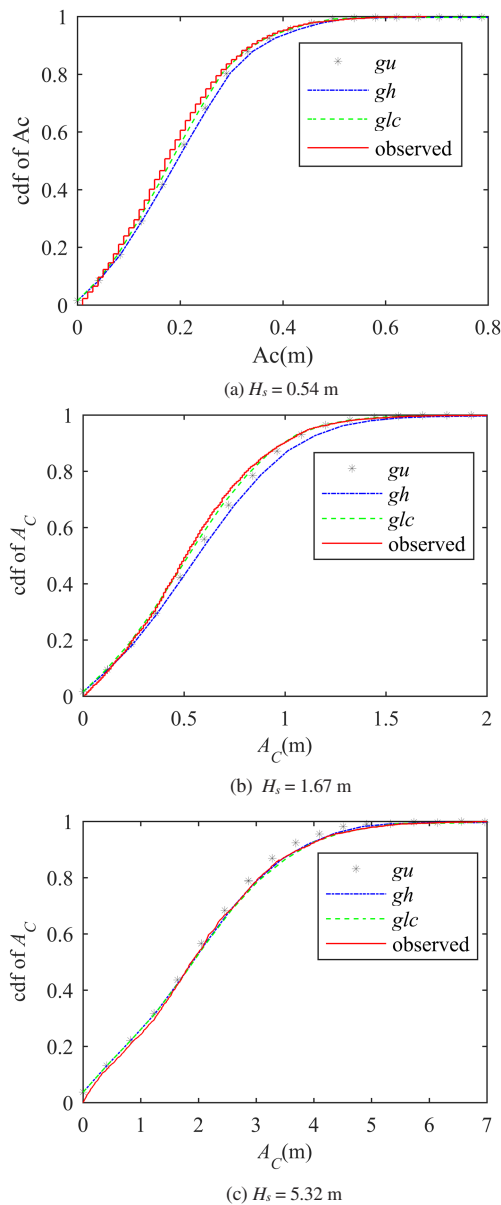 1
0.8
0.6
0.4
0.2
0
cdf of Ac
gu
gh
glc
observed
0 0.2 0.4 0.6 0.8
Ac(m)
(a) Hs = 0.54 m
1
0.8
0.6
0.4
0.2
0
cdf of AC
gu
gh
glc
observed
0 0.5 1 1.5 2
AC(m)
(b) Hs = 1.67 m
1
0.8
0.6
0.4
0.2
0
cdf of AC
gu
gh
glc
observed
0 1 2 3 4 5 6 7
AC(m)
(c) Hs = 5.32 m